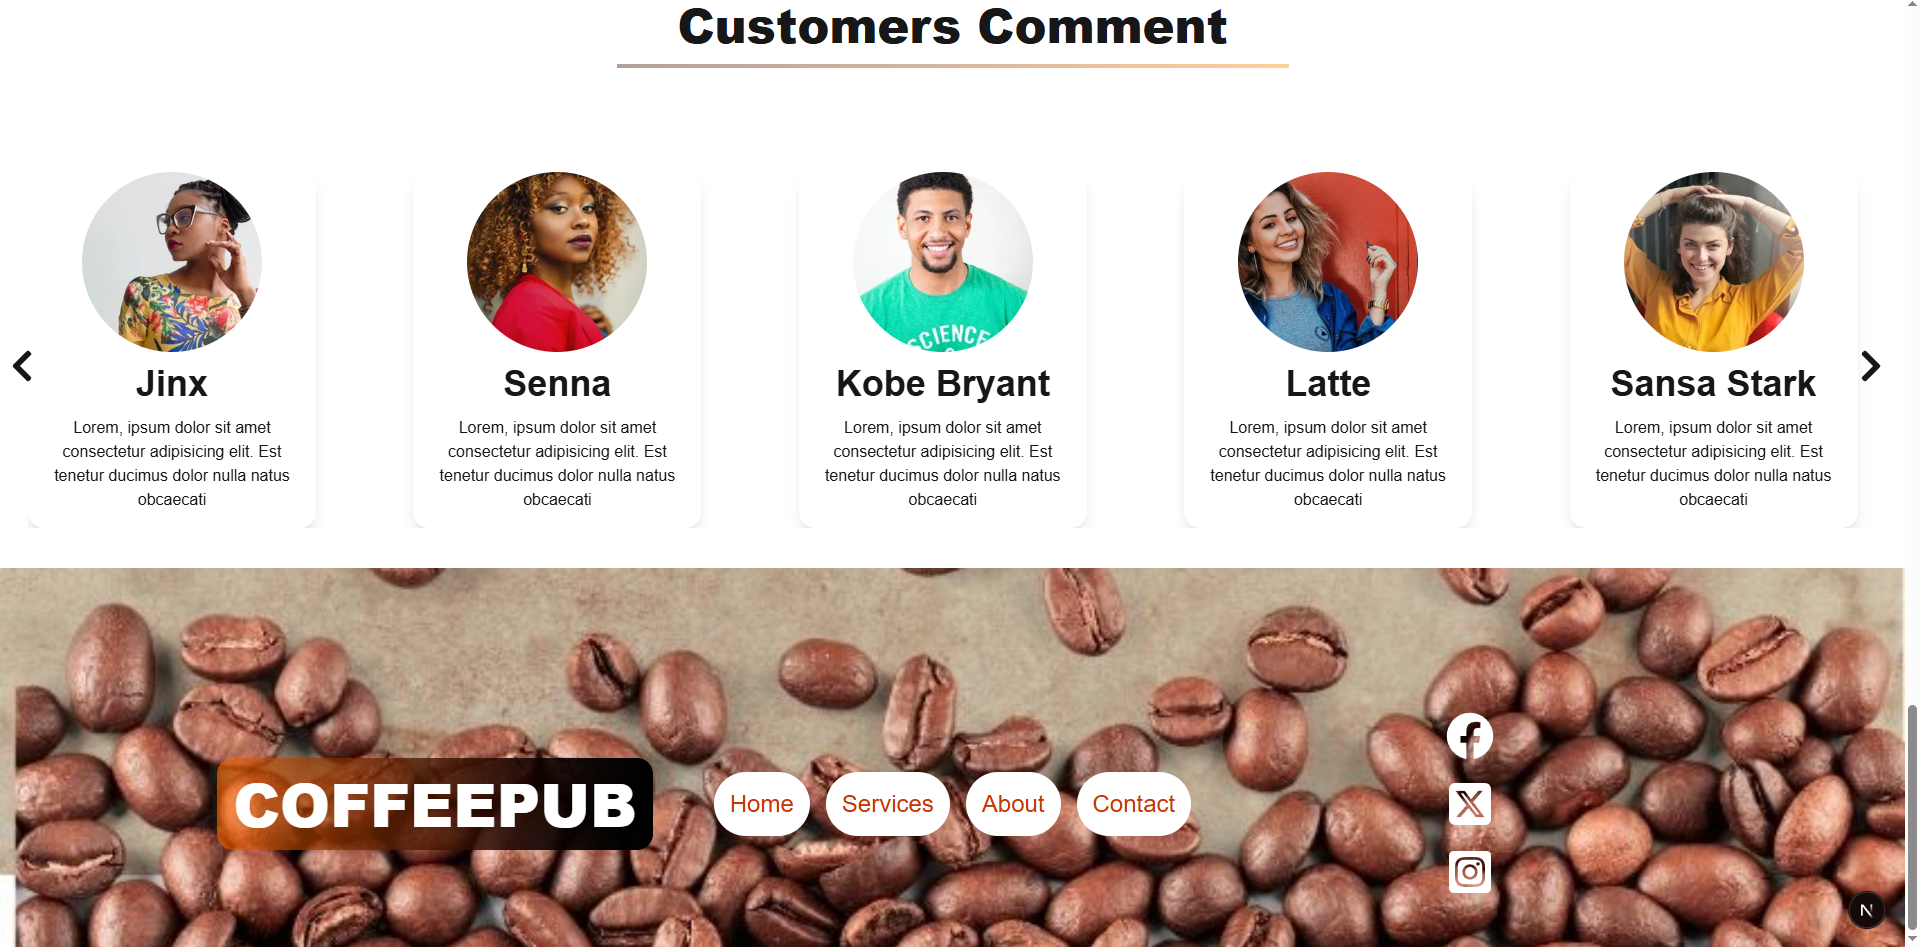 Customers Comment
Jinx
Lorem, ipsum dolor sit amet
consectetur adipisicing elit. Est
tenetur ducimus dolor nulla natus
obcaecati
Senna
Lorem, ipsum dolor sit amet
consectetur adipisicing elit. Est
tenetur ducimus dolor nulla natus
obcaecati
SCIENCE
Kobe Bryant
Lorem, ipsum dolor sit amet
consectetur adipisicing elit. Est
tenetur ducimus dolor nulla natus
obcaecati
Latte
Lorem, ipsum dolor sit amet
consectetur adipisicing elit. Est
tenetur ducimus dolor nulla natus
obcaecati
Sansa Stark
Lorem, ipsum dolor sit amet
consectetur adipisicing elit. Est
tenetur ducimus dolor nulla natus
obcaecati
COFFEEPUB
Home
Services
About
Contact
N